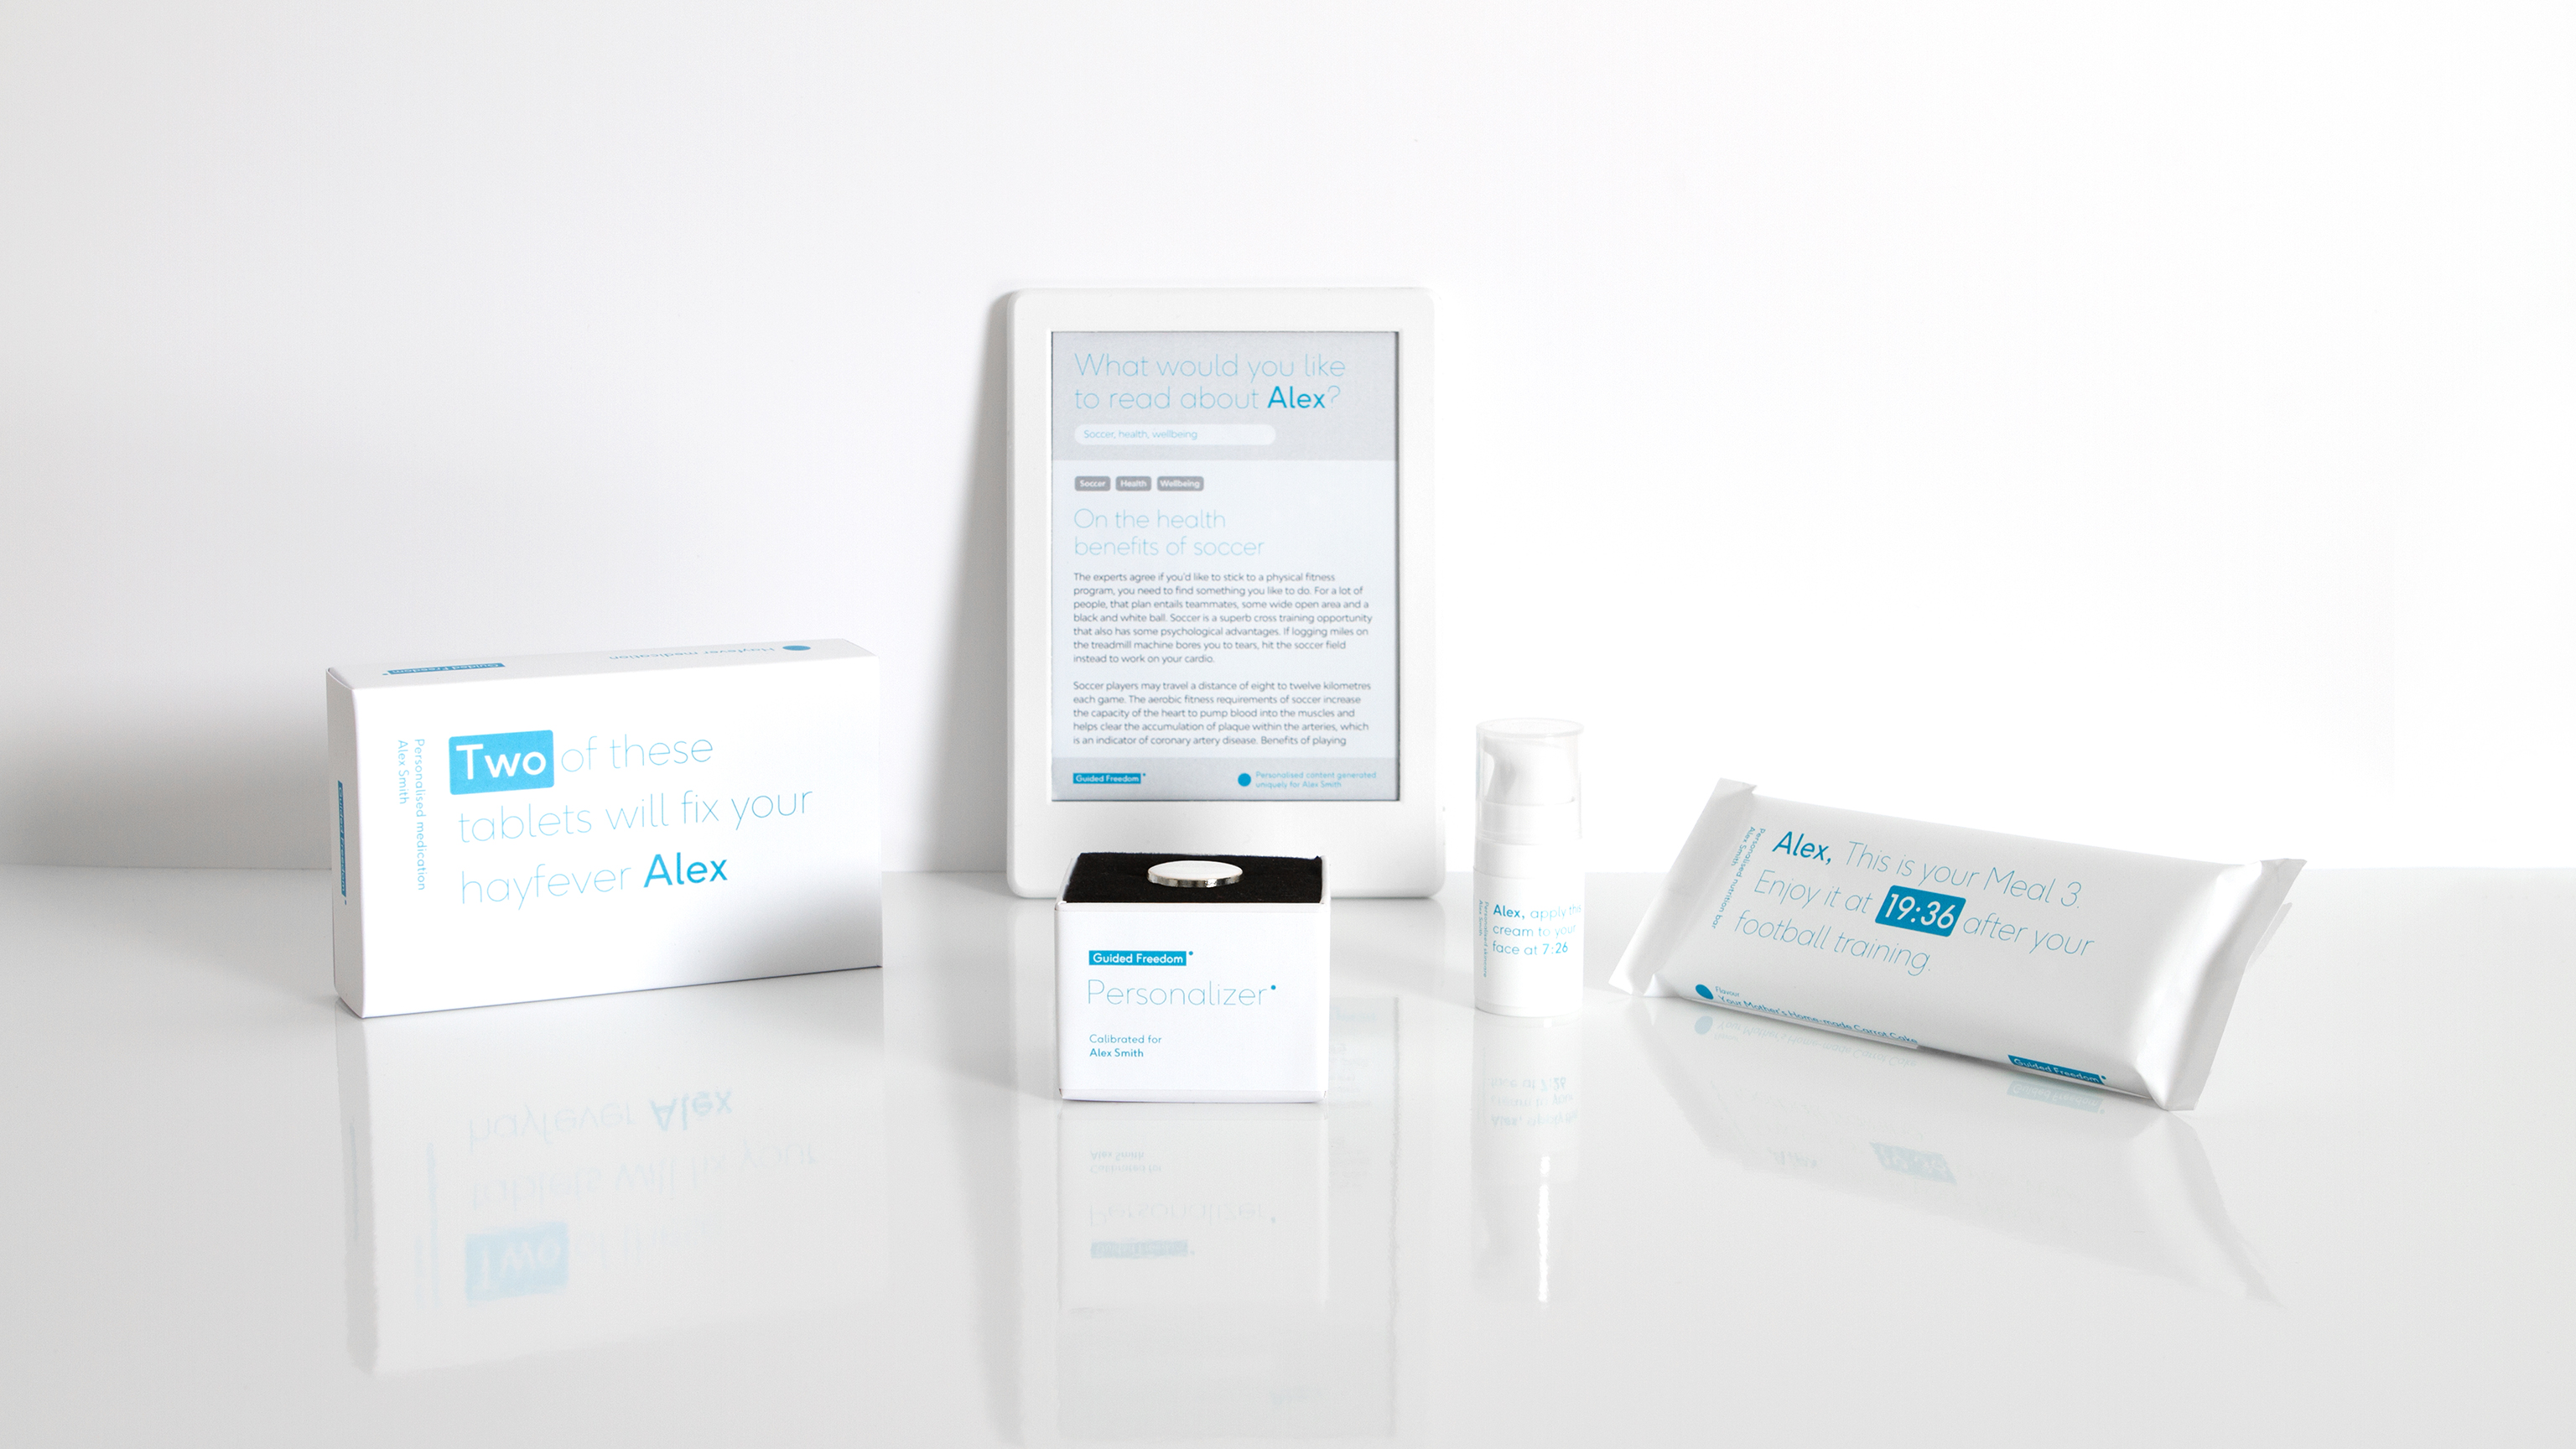 Guided Freedom
Hayfever medication
Guided Freedom
Personalised medication
Alex Smith
Two of these
tablets will fix your
hayfever Alex
What would you like
to read about Alex?
Soccer, health, wellbeing
Soccer Health Wellbeing
On the health
benefits of soccer
The experts agree if you'd like to stick to a physical fitness
program, you need to find something you like to do. For a lot of
people, that plan entails teammates, some wide open area and a
black and white ball. Soccer is a superb cross training opportunity
that also has some psychological advantages. If logging miles on
the treadmill machine bores you to tears, hit the soccer field
instead to work on your cardio.
Soccer players may travel a distance of eight to twelve kilometres
each game. The aerobic fitness requirements of soccer increase
the capacity of the heart to pump blood into the muscles and
helps clear the accumulation of plaque within the arteries, which
is an indicator of coronary artery disease. Benefits of playing
Guided Freedom
Personalised content generated
uniquely for Alex Smith
Guided Freedom
Personalizer
Calibrated for
Alex Smith
Alex, apply this
cream to your
face at 7:26
Personalised nutrition bar
Alex Smith
Alex, This is your Meal 3.
Enjoy it at 19:36 after your
football training.
Flavour
Your Mother's Home-made Carrot Cake
Guided Freedom